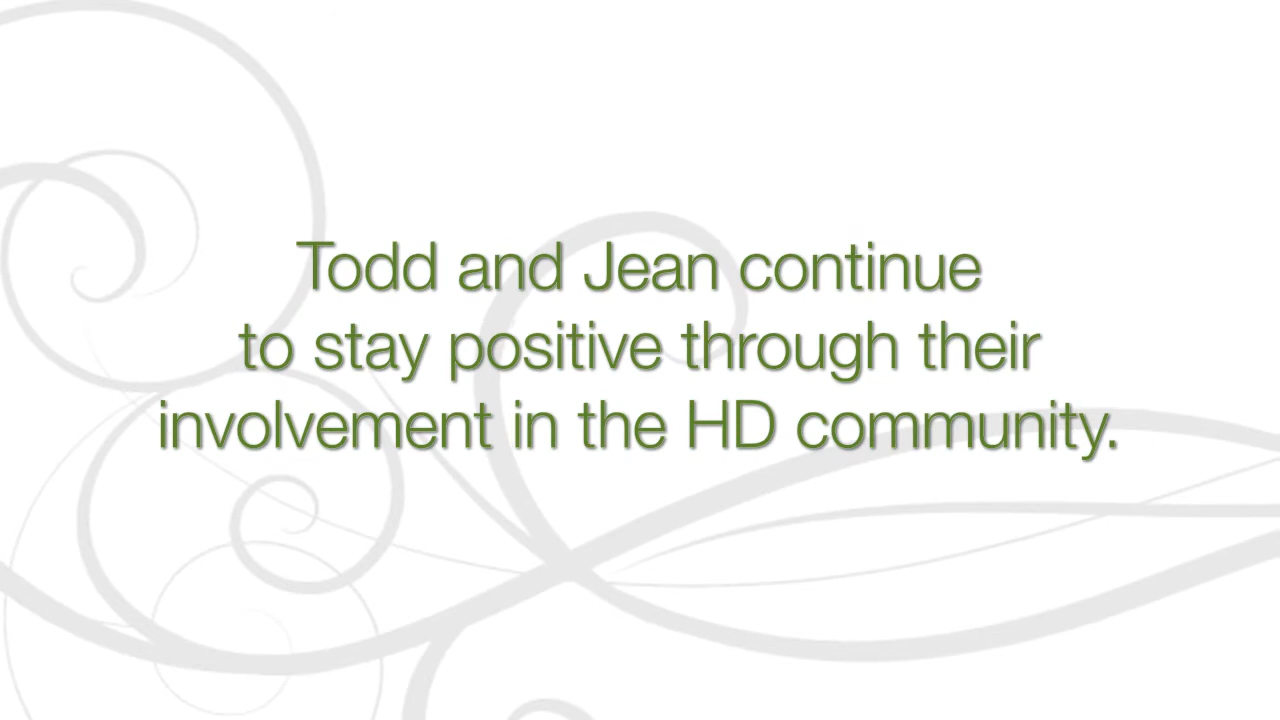 Todd and Jean continue
to stay positive through their
involvement in the HD community.